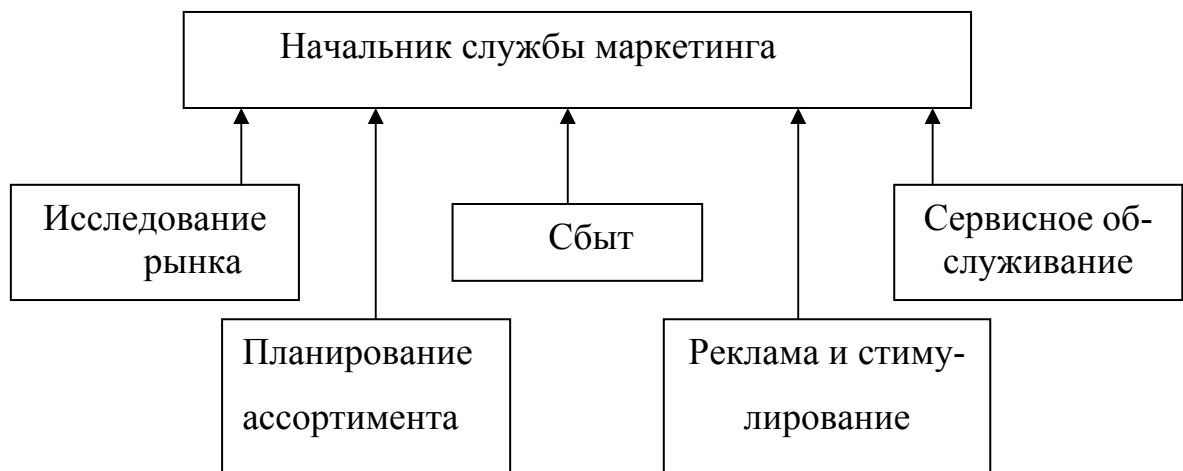 Начальник службы маркетинга
Исследование
рынка
Сбыт
Сервисное об-
служивание
Планирование
ассортимента
Реклама и стиму-
лирование